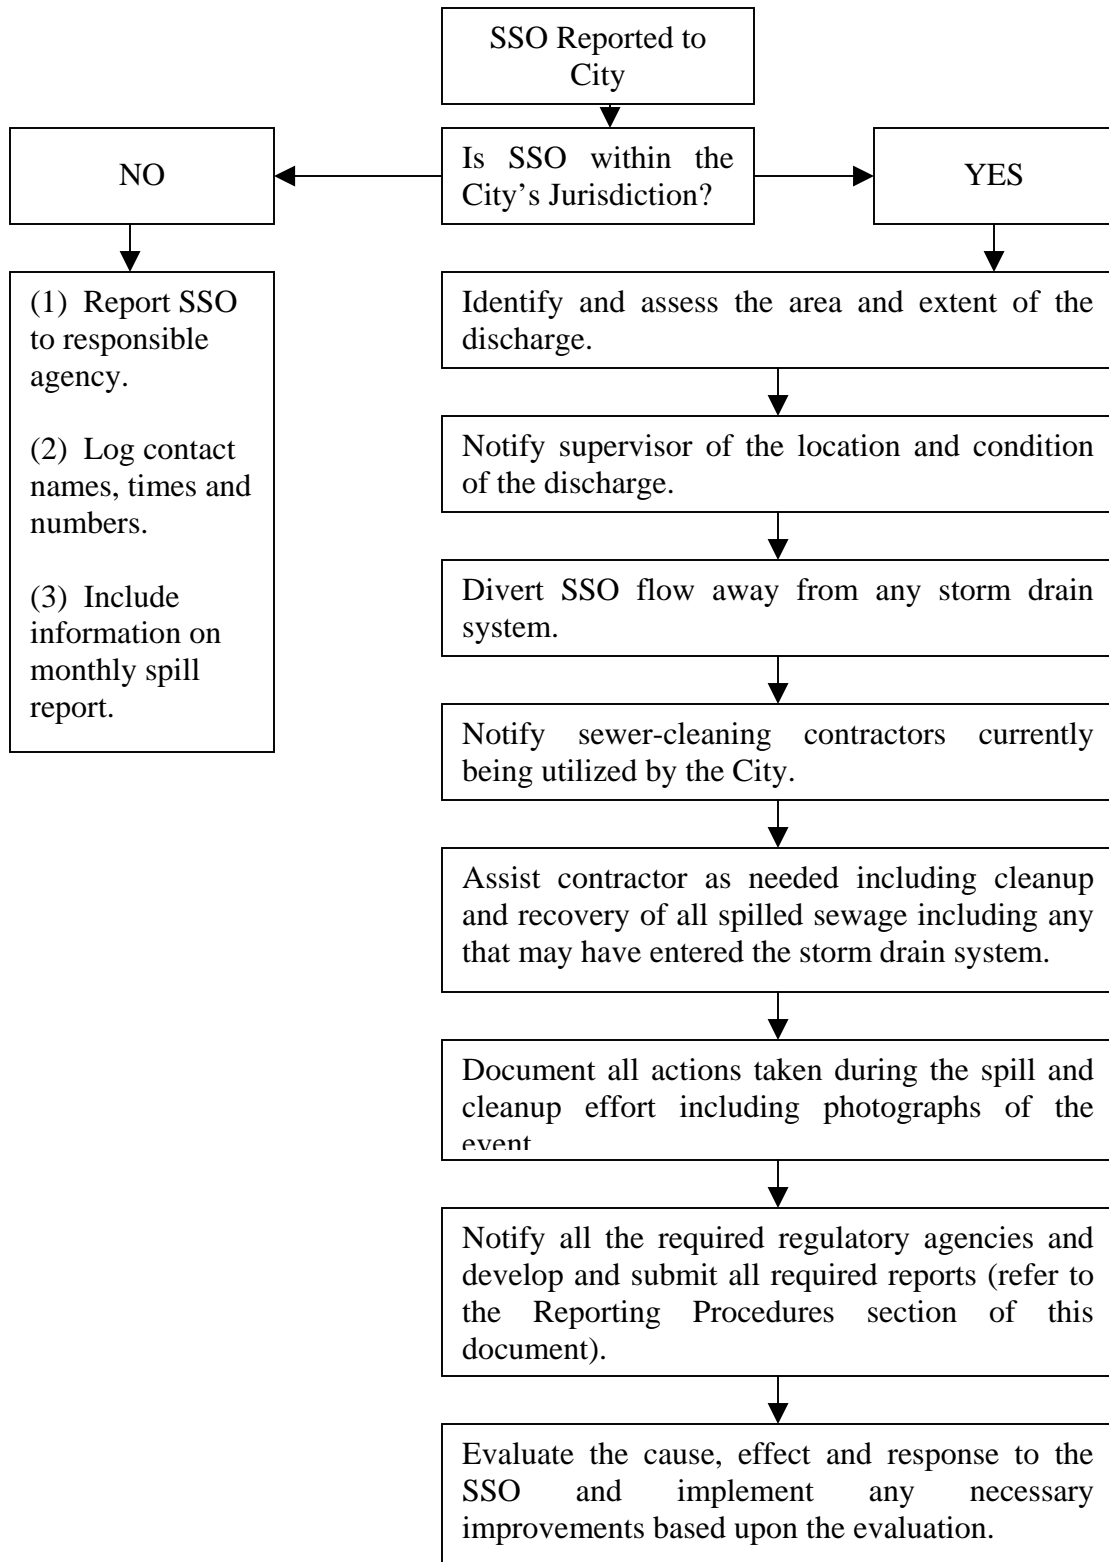 SSO Reported to
City
Is SSO within the
City’s Jurisdiction?
NO
YES
(1) Report SSO
to responsible
agency.
(2) Log contact
names, times and
numbers.
(3) Include
information on
monthly spill
report.
Identify and assess the area and extent of the
discharge.
Notify supervisor of the location and condition
of the discharge.
Divert SSO flow away from any storm drain
system.
Notify sewer-cleaning contractors currently
being utilized by the City.
Assist contractor as needed including cleanup
and recovery of all spilled sewage including any
that may have entered the storm drain system.
Document all actions taken during the spill and
cleanup effort including photographs of the
event
Notify all the required regulatory agencies and
develop and submit all required reports (refer to
the Reporting Procedures section of this
document).
Evaluate the cause, effect and response to the
SSO and implement any necessary
improvements based upon the evaluation.